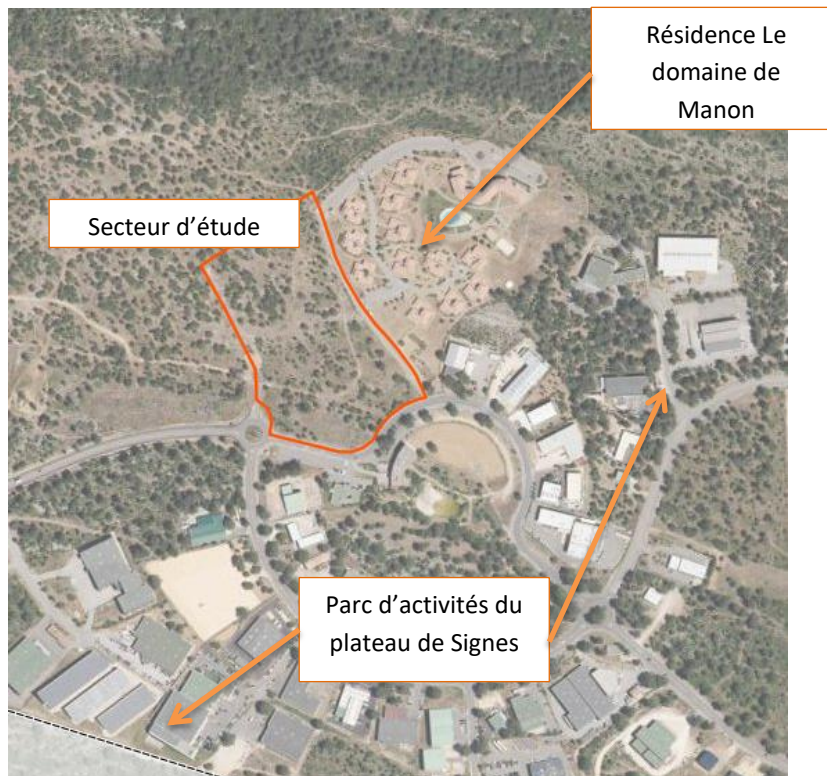 Résidence Le
domaine de
Manon
Secteur d’étude
Parc d’activités du
plateau de Signes